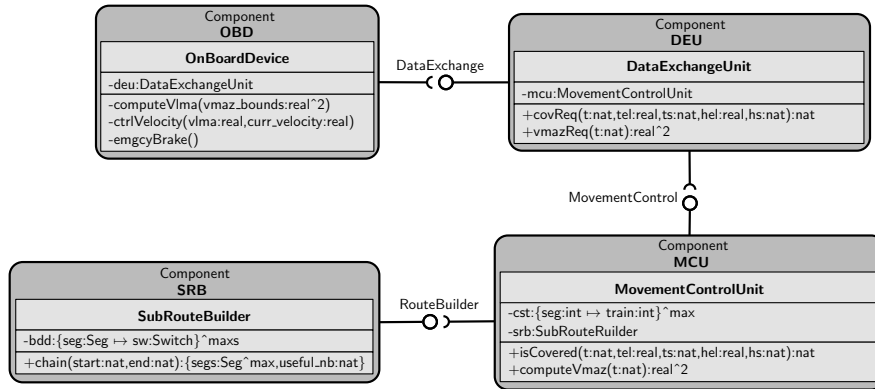 Component
OBD
OnBoardDevice
-deu:DataExchangeUnit
-computeVlma(vmaz_bounds:real^2)
-ctrlVelocity(vlma:real,curr_velocity:real)
-emgcyBrake()
DataExchange
Component
DEU
DataExchangeUnit
-mcu:MovementControlUnit
+covReq(t:nat,tel:real,ts:nat,hel:real,hs:nat):nat
+vmazReq(t:nat):real^2
MovementControl
Component
SRB
SubRouteBuilder
-bdd:{seg:Seg ↦ sw:Switch}^maxs
+chain(start:nat,end:nat):{segs:Seg^max,useful_nb:nat}
RouteBuilder
Component
MCU
MovementControlUnit
-cst:{seg:int ↦ train:int}^max
-srb:SubRouteRuilder
+isCovered(t:nat,tel:real,ts:nat,hel:real,hs:nat):nat
+computeVmaz(t:nat):real^2